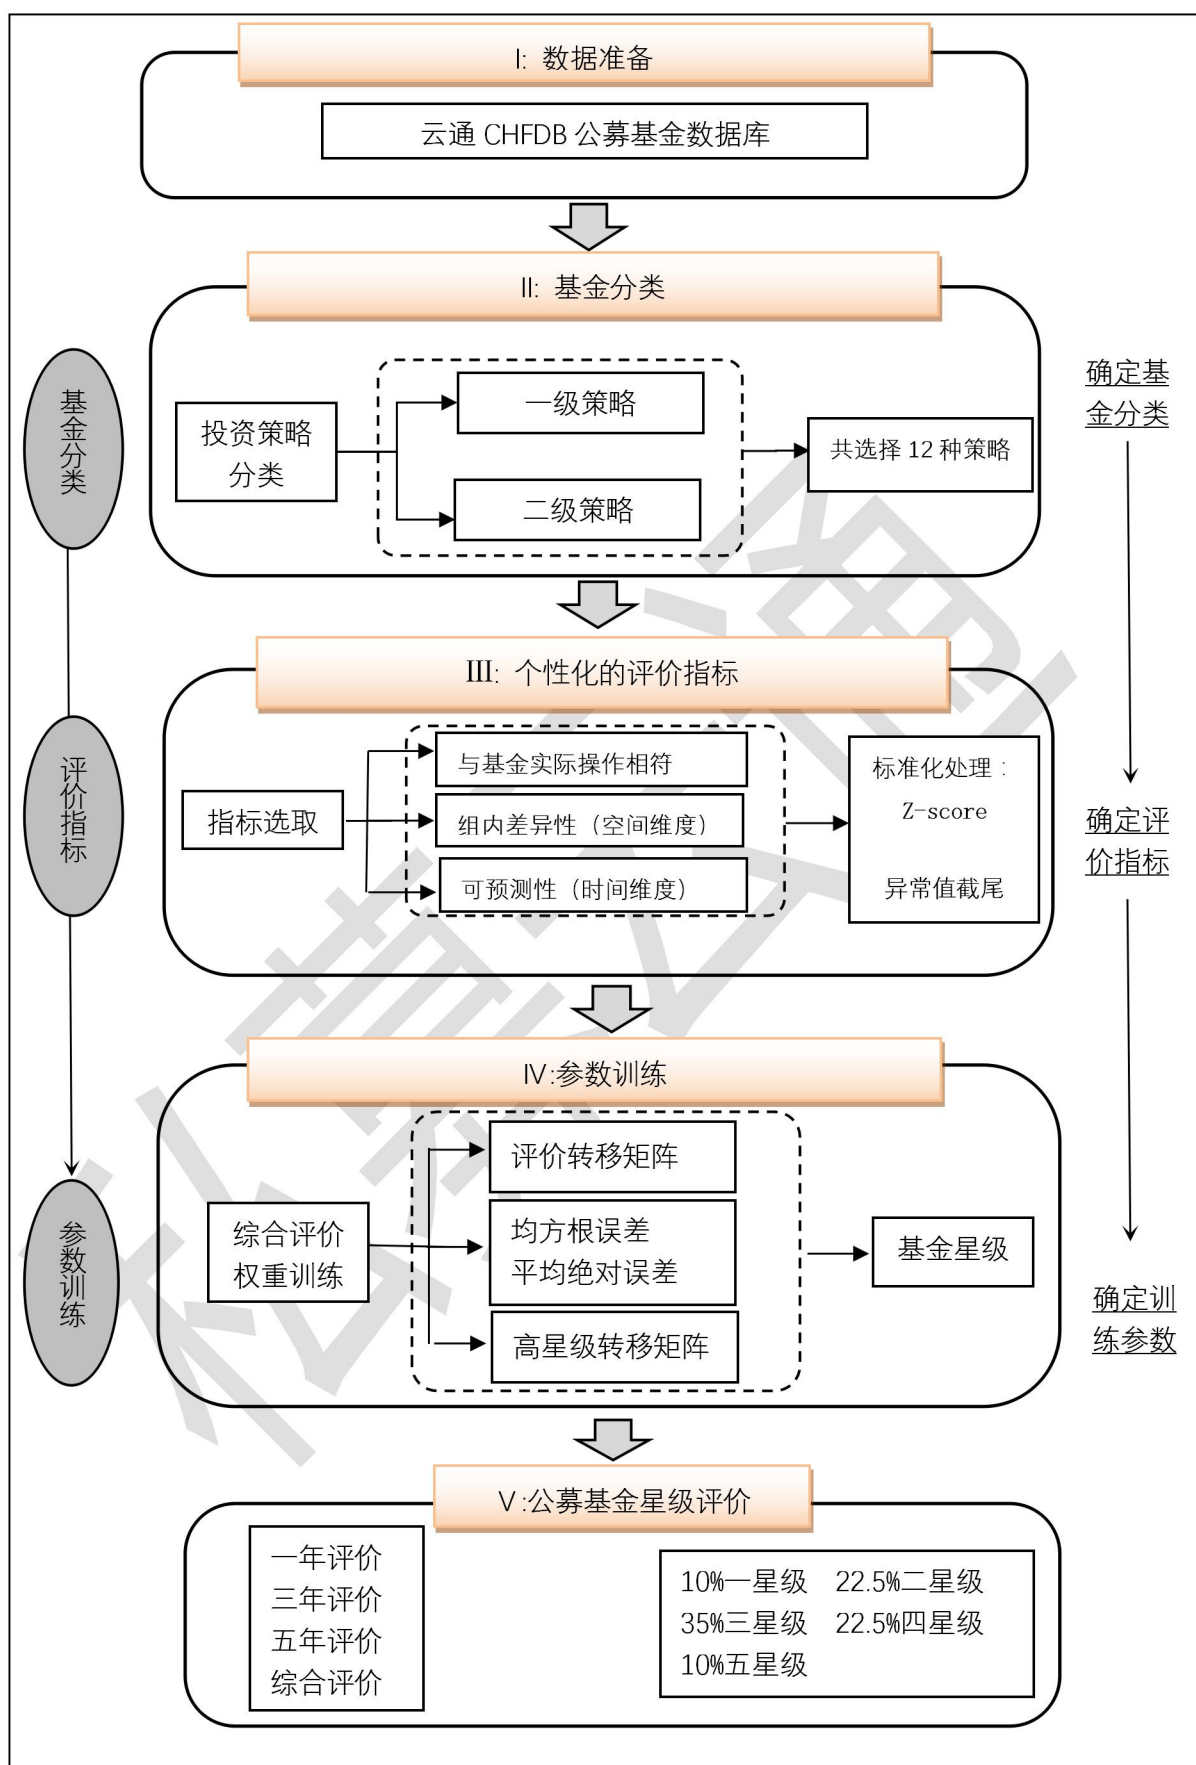 I: 数据准备
云通 CHFDB 公募基金数据库
II: 基金分类
基金分类
投资策略
分类
一级策略
二级策略
共选择 12 种策略
确定基
金分类
III: 个性化的评价指标
评价指标
指标选取
与基金实际操作相符
组内差异性（空间维度）
可预测性（时间维度）
标准化处理：
Z-score
异常值截尾
确定评
价指标
IV:参数训练
参数训练
综合评价
权重训练
评价转移矩阵
均方根误差
平均绝对误差
高星级转移矩阵
基金星级
确定训
练参数
V:公募基金星级评价
一年评价
三年评价
五年评价
综合评价
10%一星级 22.5%二星级
35%三星级 22.5%四星级
10%五星级